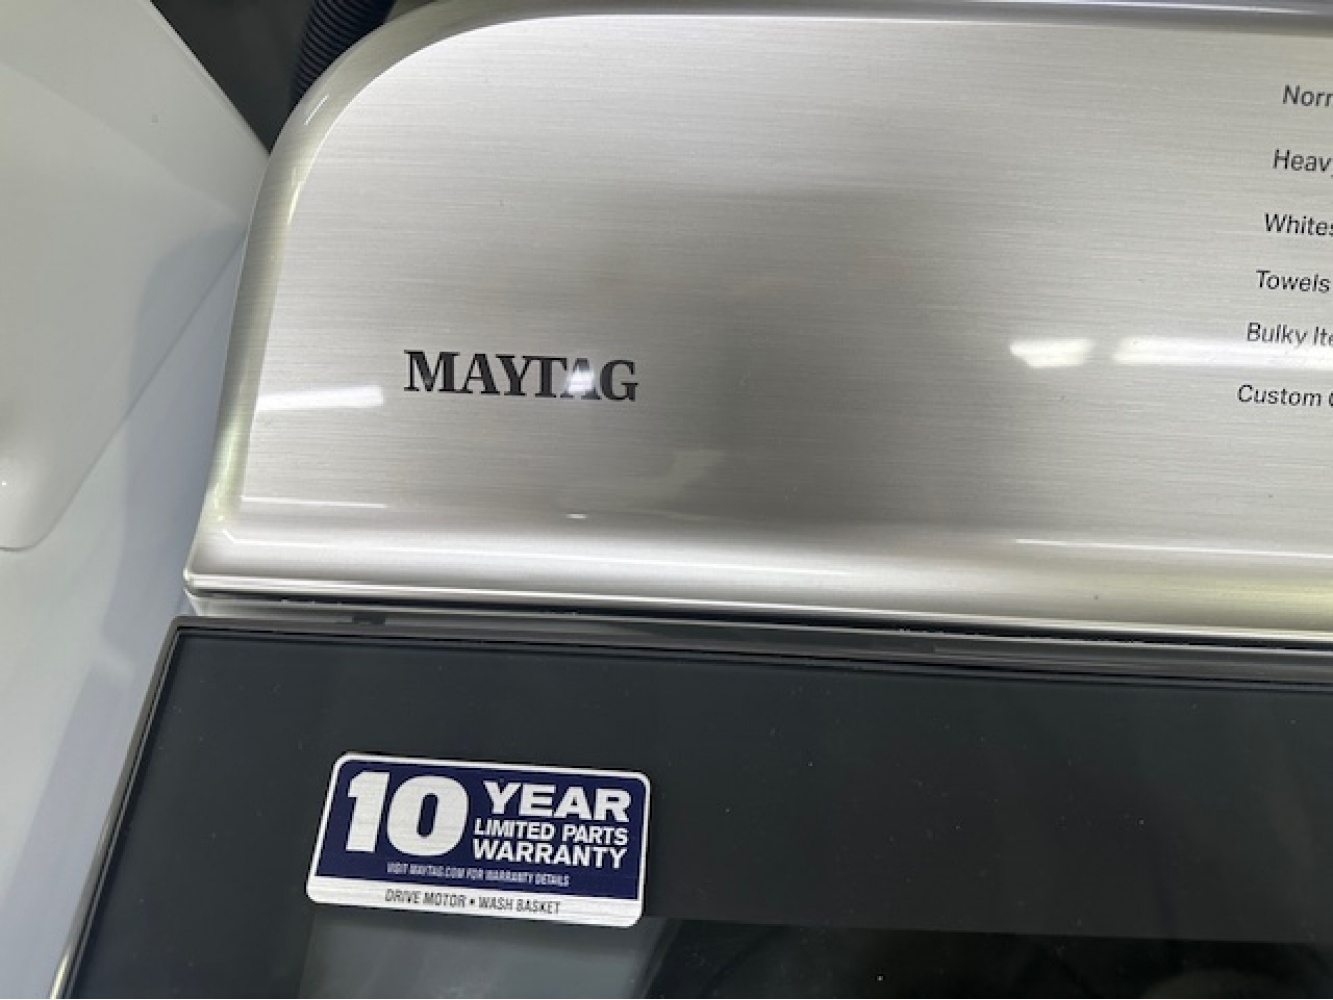 Norr
Heavy
Whites
Towels
Bulky Ite
Custom C
MAYTAG
10 YEAR
LIMITED PARTS
WARRANTY
VISIT MAYTAG.COM FOR WARRANTY DETAILS
DRIVE MOTOR • WASH BASKET